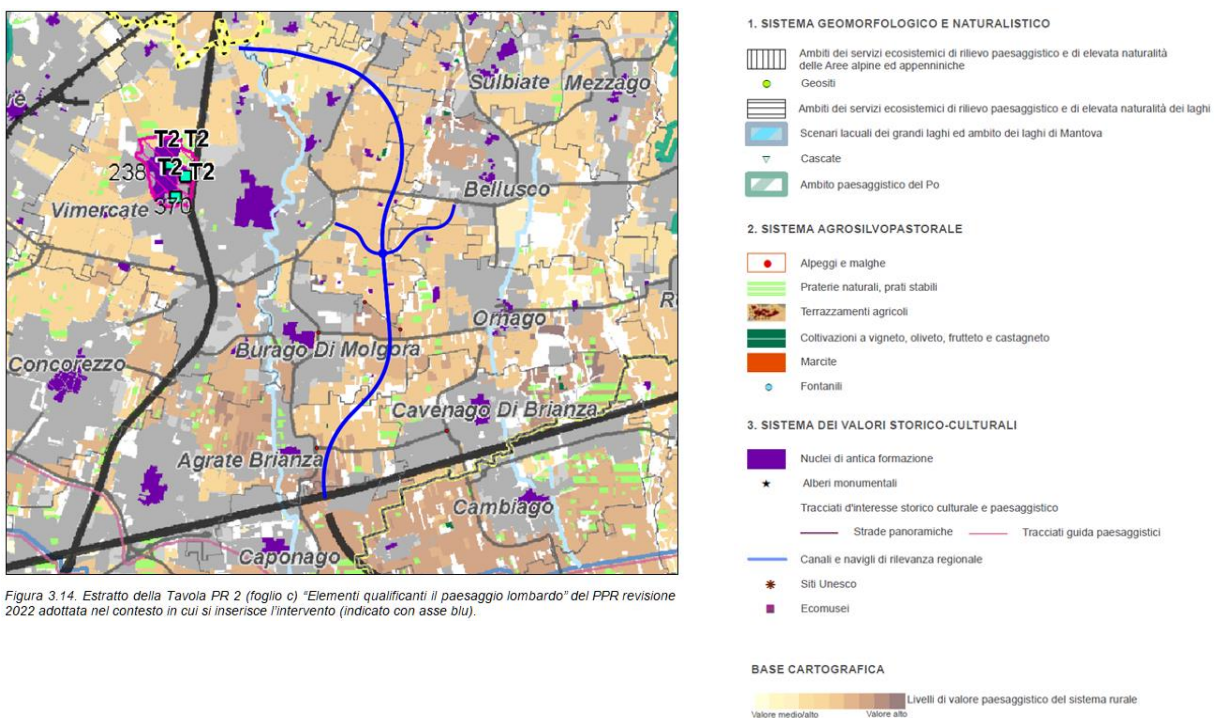 Sulbiate
Mezzago
re
T2 T2
T2
T2
238
370
Vimercate
Bellusco
R
Ornago
Burago Di Molgora
Concorezzo
Cavenago Di Brianza
Agrate Brianza
Cambiago
Caponago
Figura 3.14. Estratto della Tavola PR 2 (foglio c) “Elementi qualificanti il paesaggio lombardo” del PPR revisione
2022 adottata nel contesto in cui si inserisce l’intervento (indicato con asse blu).
1. SISTEMA GEOMORFOLOGICO E NATURALISTICO
Ambiti dei servizi ecosistemici di rilievo paesaggistico e di elevata naturalità
delle Aree alpine ed appenniniche
Geositi
Ambiti dei servizi ecosistemici di rilievo paesaggistico e di elevata naturalità dei laghi
Scenari lacuali dei grandi laghi ed ambito dei laghi di Mantova
Cascate
Ambito paesaggistico del Po
2. SISTEMA AGROSILVOPASTORALE
Alpeggi e malghe
Praterie naturali, prati stabili
Terrazzamenti agricoli
Coltivazioni a vigneto, oliveto, frutteto e castagneto
Marcite
Fontanili
3. SISTEMA DEI VALORI STORICO-CULTURALI
Nuclei di antica formazione
Alberi monumentali
Tracciati d'interesse storico culturale e paesaggistico
Strade panoramiche Tracciati guida paesaggistici
Canali e navigli di rilevanza regionale
Siti Unesco
Ecomusei
BASE CARTOGRAFICA
Livelli di valore paesaggistico del sistema rurale
Valore medio/alto Valore alto